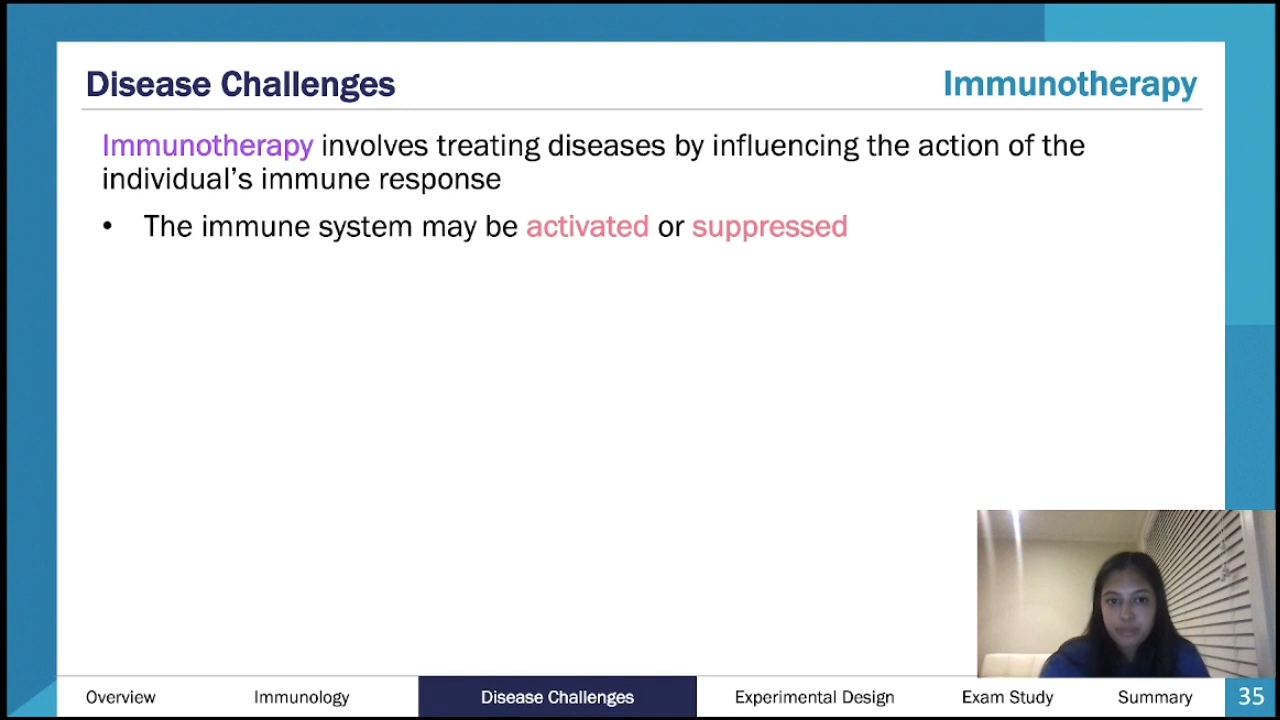 Disease Challenges
Immunotherapy
Immunotherapy involves treating diseases by influencing the action of the
individual’s immune response
• The immune system may be activated or suppressed
Overview
Immunology
Disease Challenges
Experimental Design
Exam Study
Summary
35